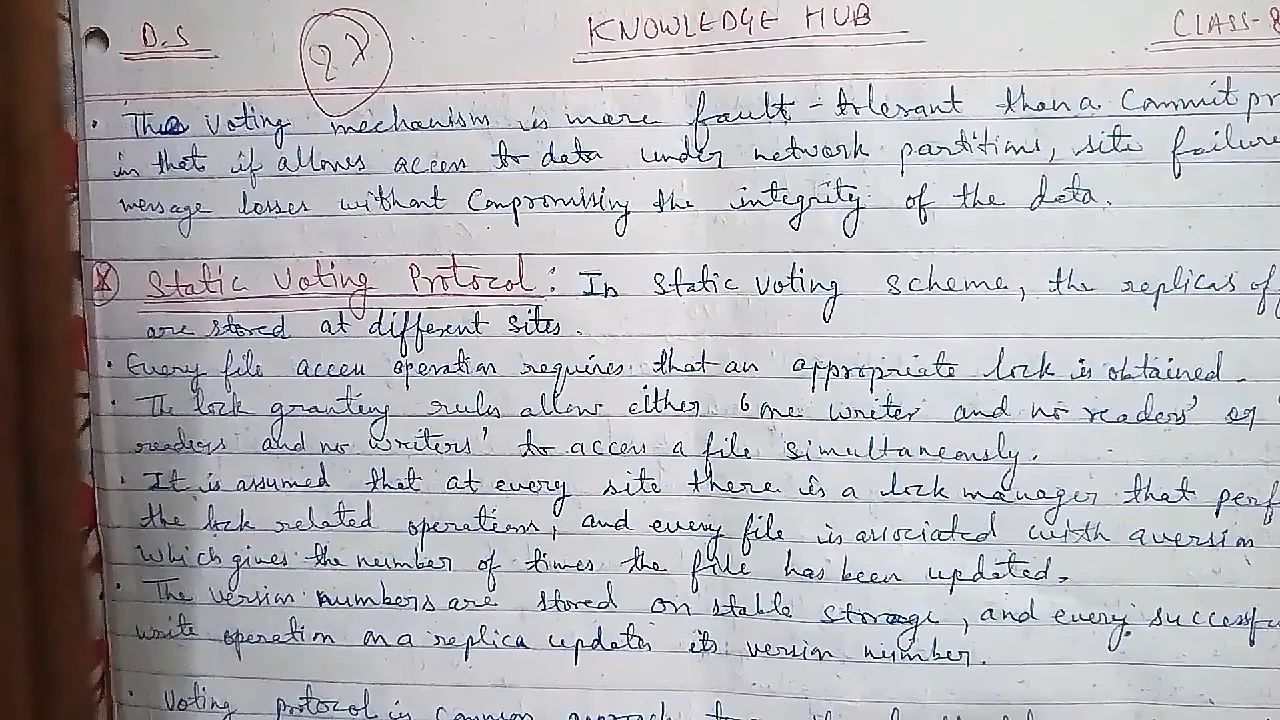 D.S
27
KNOWLEDGE HUB
CLASS-8
• The voting mechanism is more fault-tolerant than a Commit pr
in that if allows access to data under network partitions, site failure
message losses without Compromising the integrity of the data.
Static Voting Protocol: In static voting scheme, the replicas of f
are stored at different sites.
• Every file access operation requires that an appropriate lock is obtained.
• The lock granting rules allow either 'one writer and no readers' or
readers and no writers' to access a file simultaneously.
• It is assumed that at every site there is a lock manager that perf
the lock related operations, and every file is associated with a version
which gives the number of times the file has been updated.
• The version numbers are stored on stable storage, and every successfu
write operation on a replica updates its version number.
• Voting protocol is common approach